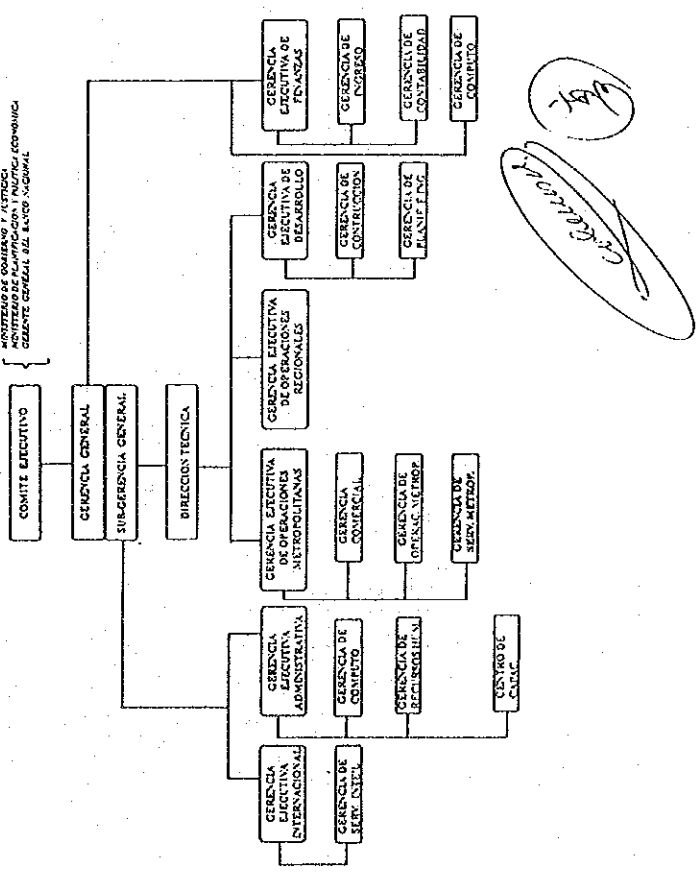 MINISTERIO DE GOBIERNO Y JUSTICIA
MINISTERIO DE PLANIFICACION Y POLITICA ECONOMICA
GERENTE GENERAL DEL BANCO NACIONAL
COMITE EJECUTIVO
GERENCIA GENERAL
SUB-GERENCIA GENERAL
DIRECCION TECNICA
GERENCIA
EJECUTIVA
INTERNACIONAL
GERENCIA DE
SERV. INTE'L
GERENCIA
EJECUTIVA
ADMINISTRATIVA
GERENCIA DE
COMPUTO
GERENCIA DE
RECURSOS HUM.
CENTRO DE
CAPAC.
GERENCIA EJECUTIVA
DE OPERACIONES
METROPOLITANAS
GERENCIA
COMERCIAL
GERENCIA DE
OPERAC. METROP.
GERENCIA DE
SERV. METROP.
GERENCIA EJECUTIVA
DE OPERACIONES
REGIONALES
GERENCIA
EJECUTIVA DE
DESARROLLO
GERENCIA DE
CONTRUCCION
GERENCIA DE
PLANIF. E ING.
GERENCIA
EJECUTIVA DE
FINANZAS
GERENCIA DE
INGRESO
GERENCIA DE
CONTABILIDAD
GERENCIA DE
COMPUTO